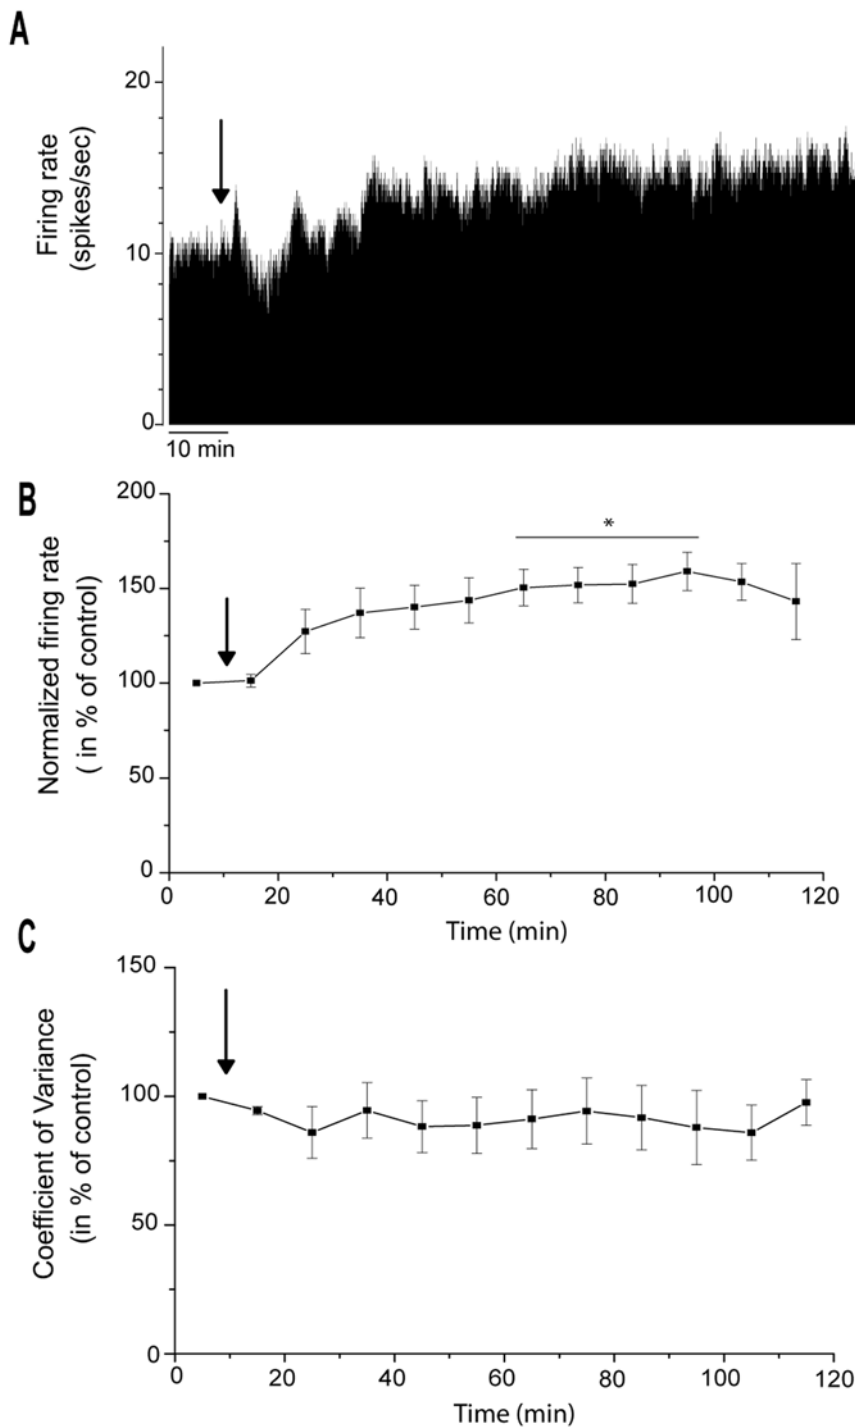 A
Firing rate
(spikes/sec)
20
10
0
10 min
B
Normalized firing rate
( in % of control)
200
150
100
50
0
*
0 20 40 60 80 100 120
Time (min)
C
Coefficient of Variance
(in % of control)
150
100
50
0
0 20 40 60 80 100 120
Time (min)